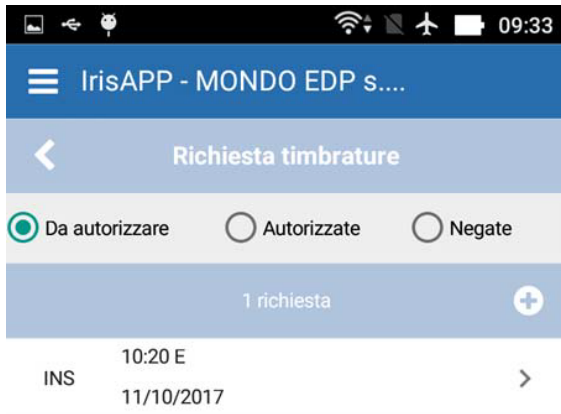 09:33
IrisAPP - MONDO EDP s....
Richiesta timbrature
Da autorizzare Autorizzate Negate
1 richiesta
10:20 E
INS
11/10/2017